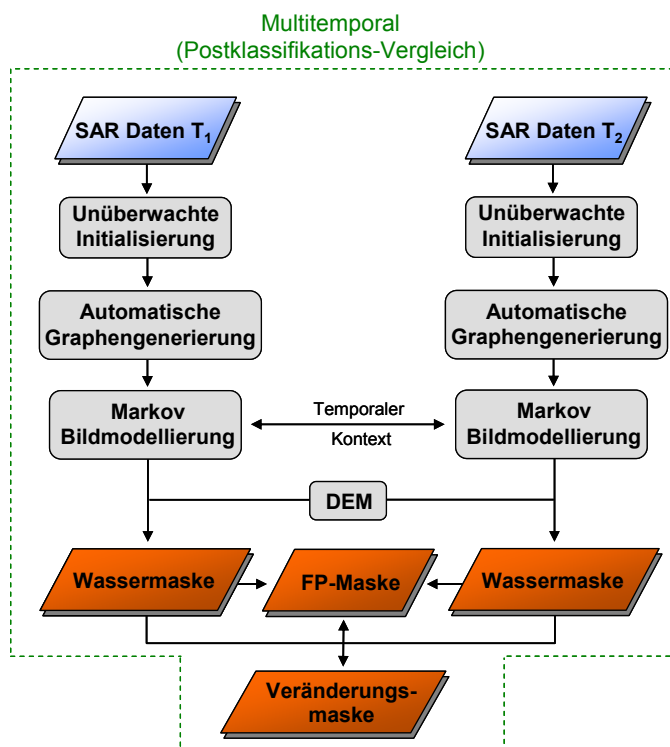 Multitemporal
(Postklassifikations-Vergleich)
SAR Daten T₁
SAR Daten T₂
Unüberwachte
Initialisierung
Unüberwachte
Initialisierung
Automatische
Graphengenerierung
Automatische
Graphengenerierung
Markov
Bildmodellierung
Temporaler
Kontext
Markov
Bildmodellierung
DEM
Wassermaske
FP-Maske
Wassermaske
Veränderungs-
maske